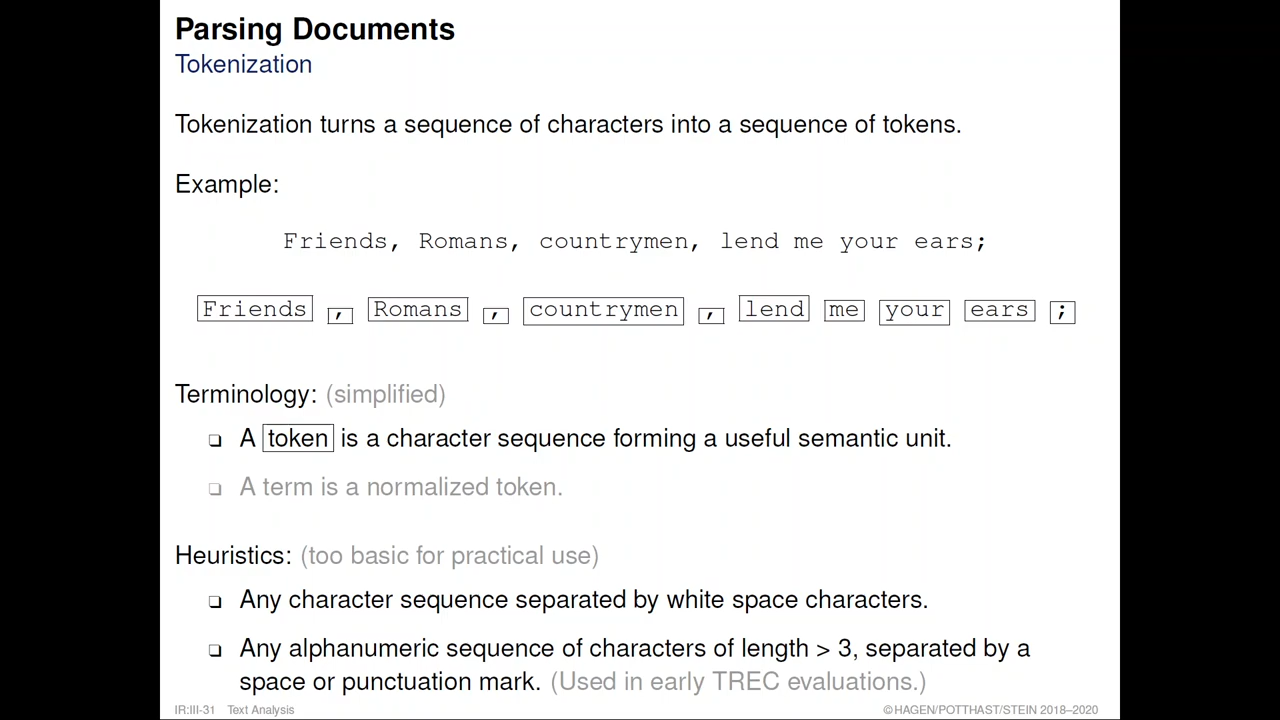 Parsing Documents
Tokenization
Tokenization turns a sequence of characters into a sequence of tokens.
Example:
Friends, Romans, countrymen, lend me your ears;
Friends , Romans , countrymen , lend me your ears ;
Terminology: (simplified)
❑ A token is a character sequence forming a useful semantic unit.
❑ A term is a normalized token.
Heuristics: (too basic for practical use)
❑ Any character sequence separated by white space characters.
❑ Any alphanumeric sequence of characters of length > 3, separated by a
space or punctuation mark. (Used in early TREC evaluations.)
IR:III-31 Text Analysis ©HAGEN/POTTHAST/STEIN 2018–2020